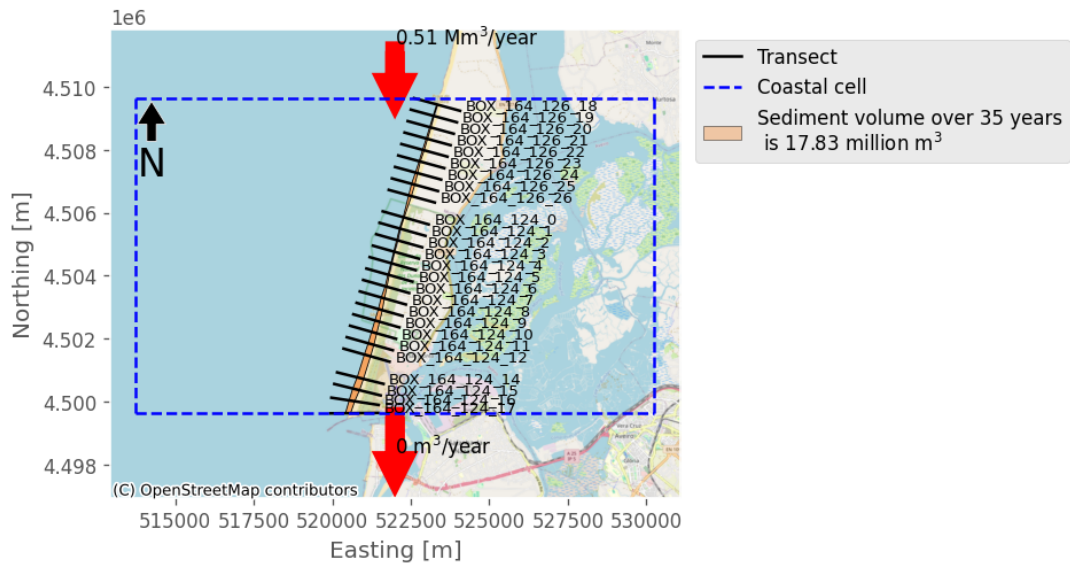 1e6
0.51 Mm³/year
Transect
Coastal cell
Sediment volume over 35 years
is 17.83 million m³
4.510
4.508
4.506
4.504
4.502
4.500
4.498
Northing [m]
N
BOX_164_126_18
BOX_164_126_19
BOX_164_126_20
BOX_164_126_21
BOX_164_126_22
BOX_164_126_23
BOX_164_126_24
BOX_164_126_25
BOX_164_126_26
BOX_164_124_0
BOX_164_124_1
BOX_164_124_2
BOX_164_124_3
BOX_164_124_4
BOX_164_124_5
BOX_164_124_6
BOX_164_124_7
BOX_164_124_8
BOX_164_124_9
BOX_164_124_10
BOX_164_124_11
BOX_164_124_12
BOX_164_124_14
BOX_164_124_15
BOX_164_124_16
BOX_164_124_17
0 m³/year
Aveiro
(C) OpenStreetMap contributors
515000 517500 520000 522500 525000 527500 530000
Easting [m]